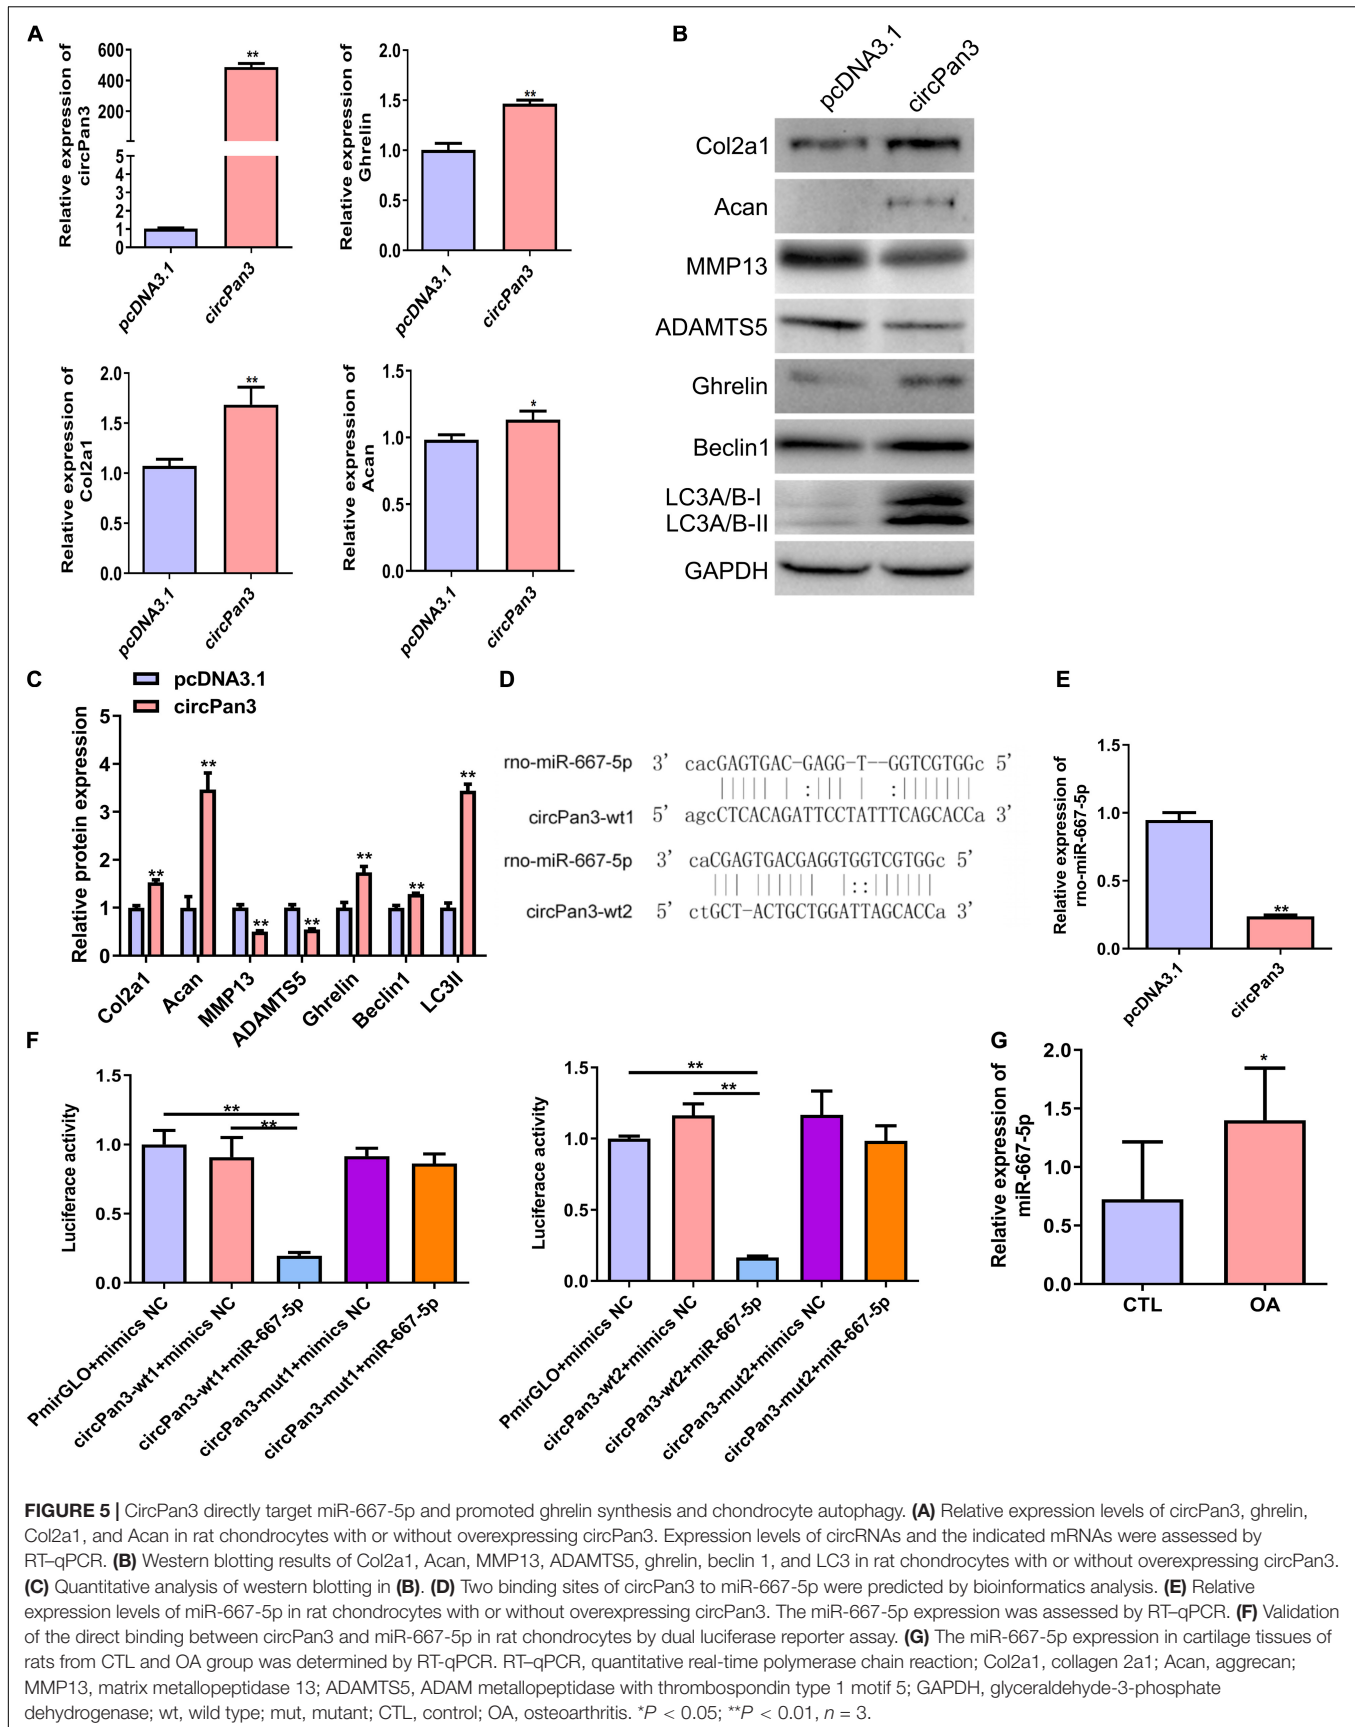 A
Relative expression of
circPan3
600
400
200
5
4
3
2
1
0
**
pcDNA3.1
circPan3
Relative expression of
Ghrelin
2.0
1.5
1.0
0.5
0.0
**
pcDNA3.1
circPan3
Relative expression of
Col2a1
2.0
1.5
1.0
0.5
0.0
**
pcDNA3.1
circPan3
Relative expression of
Acan
1.5
1.0
0.5
0.0
*
pcDNA3.1
circPan3
B
pcDNA3.1
circPan3
Col2a1
Acan
MMP13
ADAMTS5
Ghrelin
Beclin1
LC3A/B-I
LC3A/B-II
GAPDH
C
pcDNA3.1
circPan3
Relative protein expression
5
4
3
2
1
0
** ** ** ** ** ** **
Col2a1
Acan
MMP13
ADAMTS5
Ghrelin
Beclin1
LC3II
D
rno-miR-667-5p 3’ cacGAGTGAC-GAGG-T--GGTCGTGGc 5’
||||| | :||| | :|||||||
circPan3-wt1 5’ agcCTCACAGATTCCTATTTCAGCACCa 3’
rno-miR-667-5p 3’ caCGAGTGACGAGGTGGTCGTGGc 5’
||| |||||| |::||||||
circPan3-wt2 5’ ctGCT-ACTGCTGGATTAGCACCa 3’
E
Relative expression of
rno-miR-667-5p
1.5
1.0
0.5
0.0
**
pcDNA3.1
circPan3
F
Luciferace activity
1.5
1.0
0.5
0.0
**
**
PmirGLO+mimics NC
circPan3-wt1+mimics NC
circPan3-wt1+miR-667-5p
circPan3-mut1+mimics NC
circPan3-mut1+miR-667-5p
Luciferace activity
1.5
1.0
0.5
0.0
**
**
PmirGLO+mimics NC
circPan3-wt2+mimics NC
circPan3-wt2+miR-667-5p
circPan3-mut2+mimics NC
circPan3-mut2+miR-667-5p
G
Relative expression of
miR-667-5p
2.0
1.5
1.0
0.5
0.0
*
CTL
OA
FIGURE 5 | CircPan3 directly target miR-667-5p and promoted ghrelin synthesis and chondrocyte autophagy. (A) Relative expression levels of circPan3, ghrelin,
Col2a1, and Acan in rat chondrocytes with or without overexpressing circPan3. Expression levels of circRNAs and the indicated mRNAs were assessed by
RT–qPCR. (B) Western blotting results of Col2a1, Acan, MMP13, ADAMTS5, ghrelin, beclin 1, and LC3 in rat chondrocytes with or without overexpressing circPan3.
(C) Quantitative analysis of western blotting in (B). (D) Two binding sites of circPan3 to miR-667-5p were predicted by bioinformatics analysis. (E) Relative
expression levels of miR-667-5p in rat chondrocytes with or without overexpressing circPan3. The miR-667-5p expression was assessed by RT–qPCR. (F) Validation
of the direct binding between circPan3 and miR-667-5p in rat chondrocytes by dual luciferase reporter assay. (G) The miR-667-5p expression in cartilage tissues of
rats from CTL and OA group was determined by RT-qPCR. RT–qPCR, quantitative real-time polymerase chain reaction; Col2a1, collagen 2a1; Acan, aggrecan;
MMP13, matrix metallopeptidase 13; ADAMTS5, ADAM metallopeptidase with thrombospondin type 1 motif 5; GAPDH, glyceraldehyde-3-phosphate
dehydrogenase; wt, wild type; mut, mutant; CTL, control; OA, osteoarthritis. *P < 0.05; **P < 0.01, n = 3.